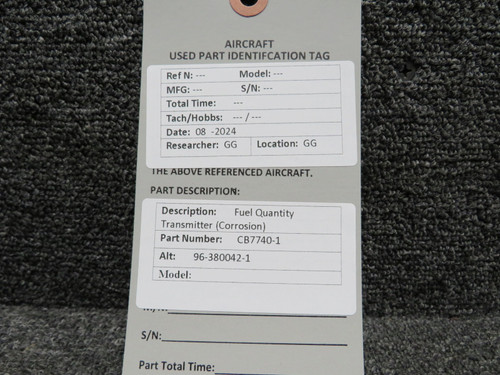 AIRCRAFT
USED PART IDENTIFCATION TAG
Ref N: --- Model: ---
MFG: --- S/N: ---
Total Time: ---
Tach/Hobbs: --- / ---
Date: 08 -2024
Researcher: GG Location: GG
THE ABOVE REFERENCED AIRCRAFT.
PART DESCRIPTION:
Description: Fuel Quantity
Transmitter (Corrosion)
Part Number: CB7740-1
Alt: 96-380042-1
Model:
S/N:
Part Total Time: